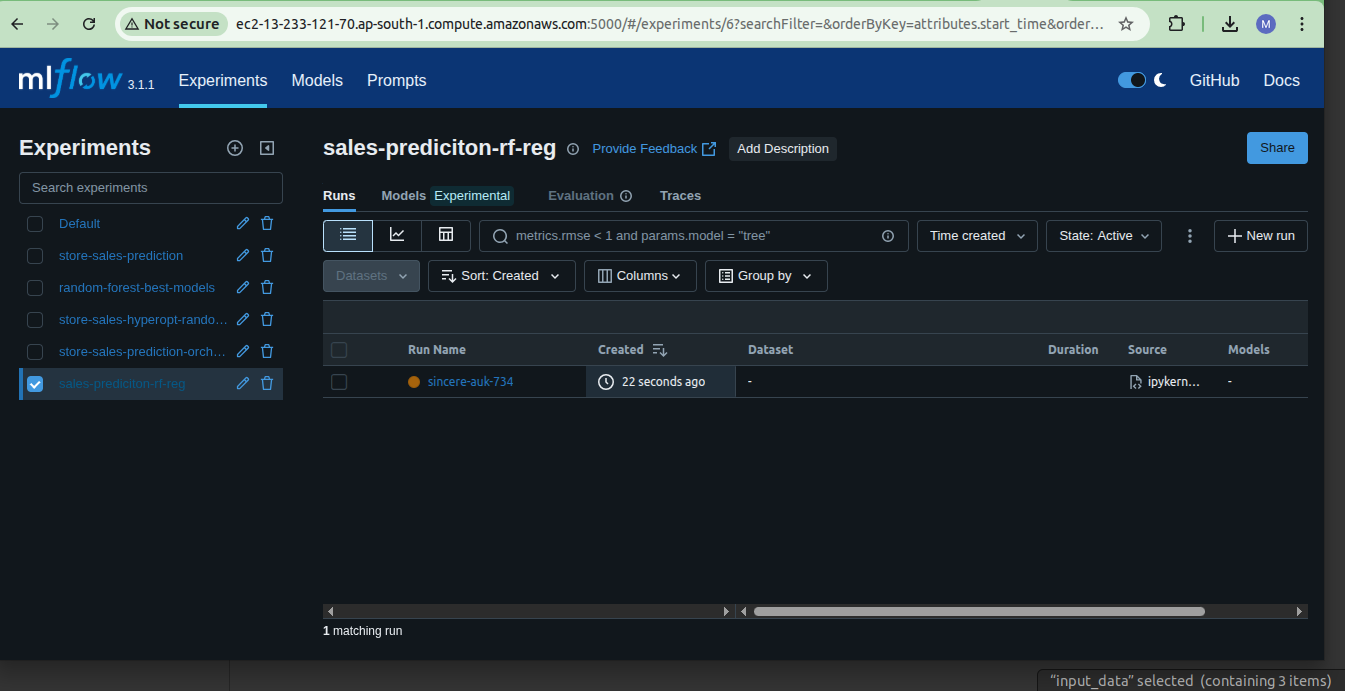 Not secure ec2-13-233-121-70.ap-south-1.compute.amazonaws.com:5000/#/experiments/6?searchFilter=&orderByKey=attributes.start_time&order... M
mlflow 3.1.1 Experiments Models Prompts GitHub Docs
Experiments
Search experiments
Default
store-sales-prediction
random-forest-best-models
store-sales-hyperopt-rando...
store-sales-prediction-orch...
sales-prediciton-rf-reg
sales-prediciton-rf-reg Provide Feedback Add Description Share
Runs Models Experimental Evaluation Traces
metrics.rmse < 1 and params.model = "tree" Time created State: Active New run
Datasets Sort: Created Columns Group by
Run Name Created Dataset Duration Source Models
sincere-auk-734 22 seconds ago - ipykern... -
1 matching run
"input_data" selected (containing 3 items)